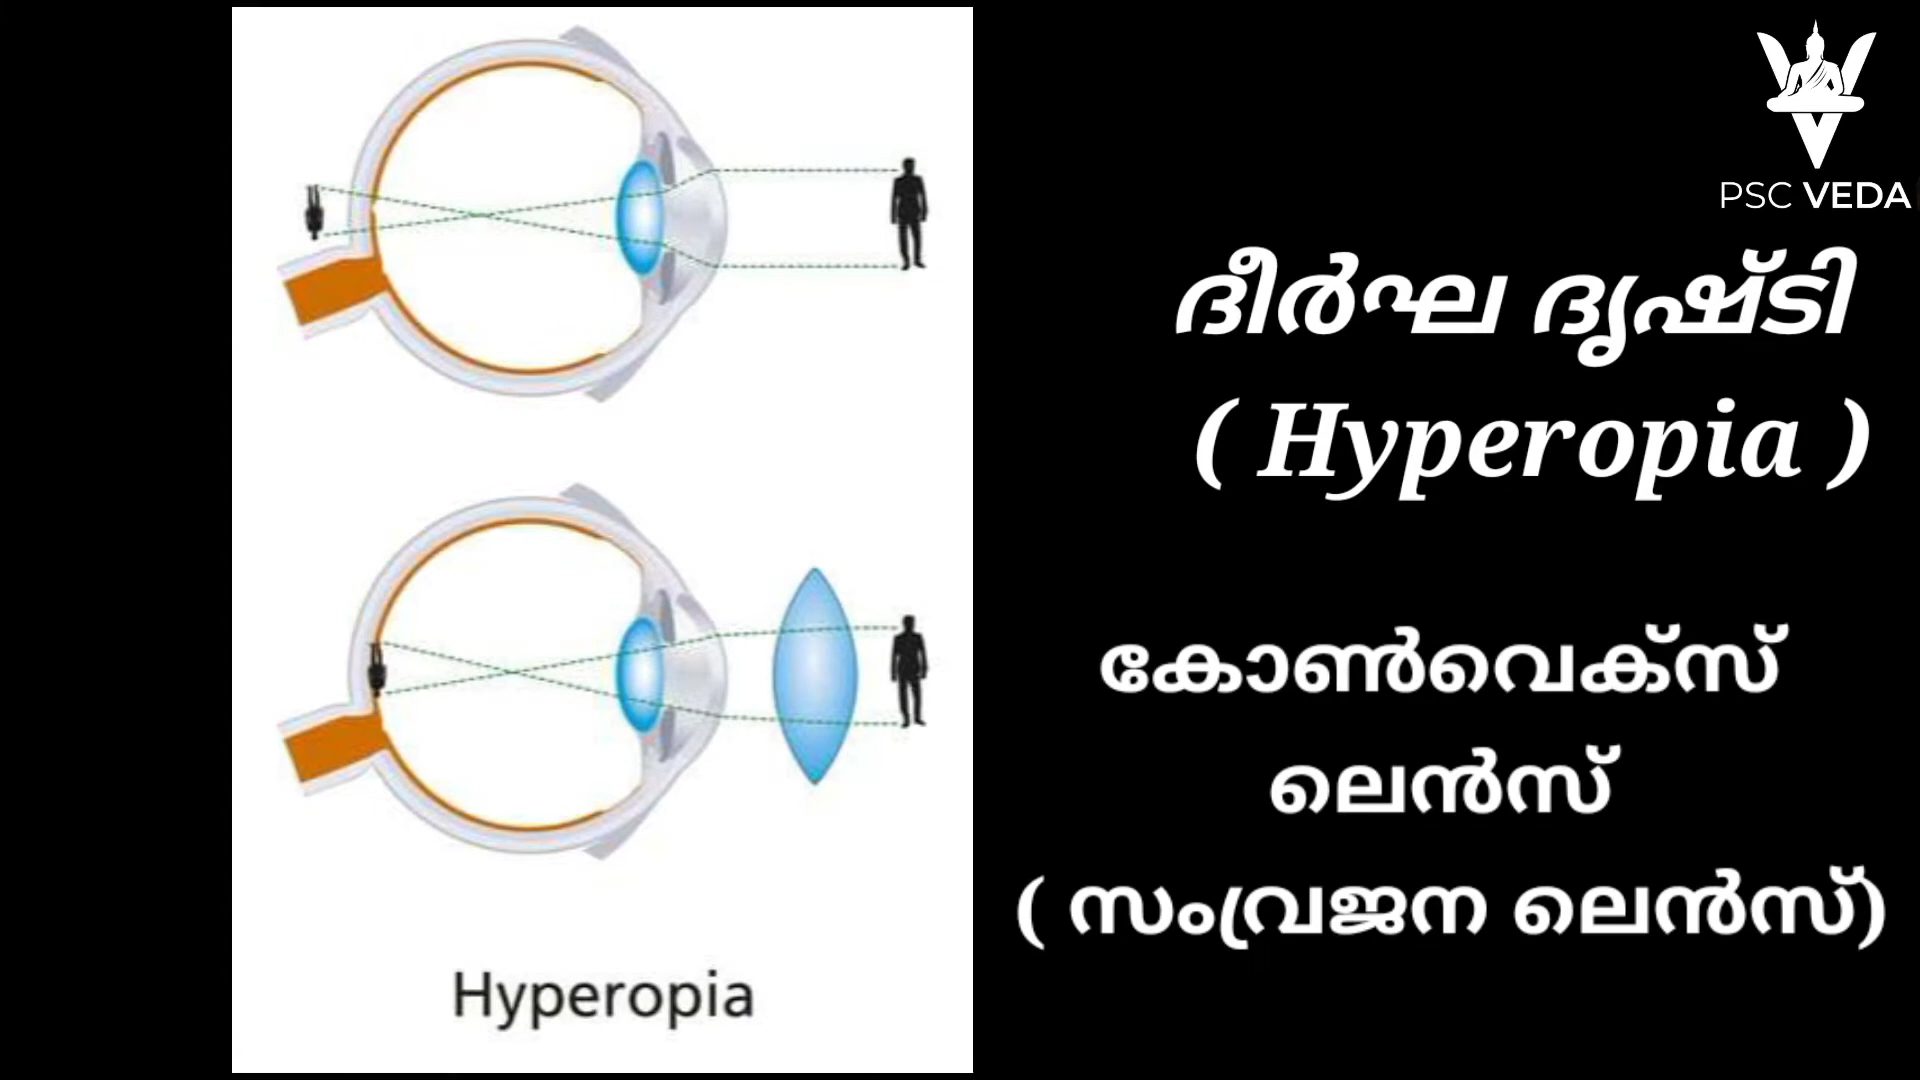 PSC VEDA
ദീർഘ ദൃഷ്ടി
( Hyperopia )
കോൺവെക്സ്
ലെൻസ്
( സംവ്രജന ലെൻസ്)
Hyperopia